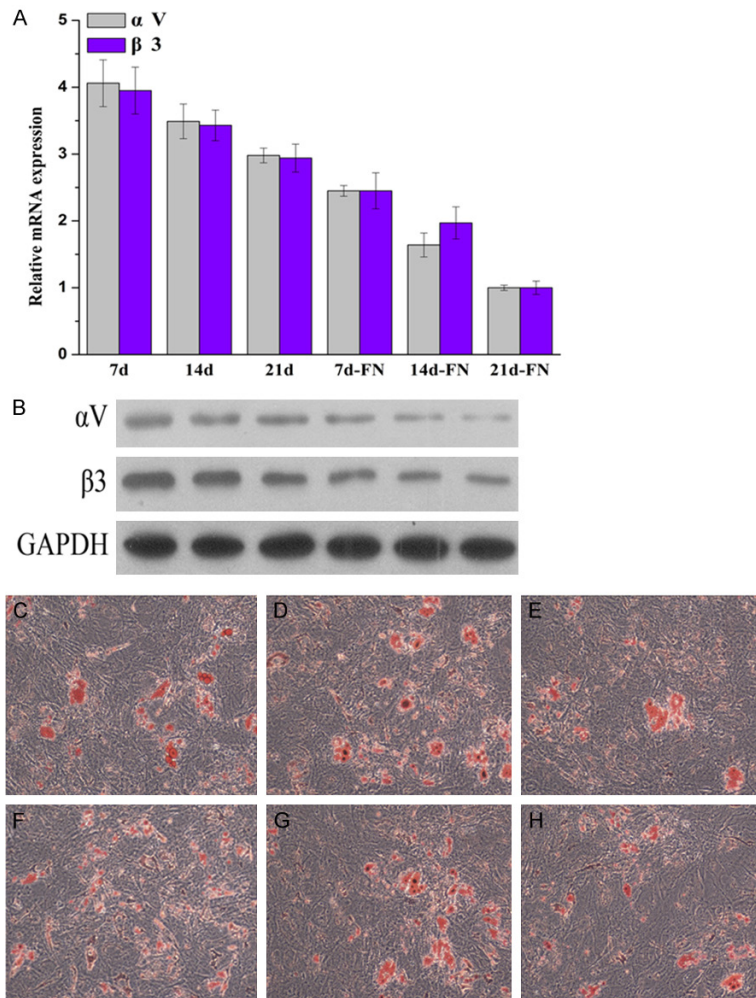 A
α V
β 3
Relative mRNA expression
5
4
3
2
1
0
7d 14d 21d 7d-FN 14d-FN 21d-FN
B
αV
β3
GAPDH
C D E
F G H